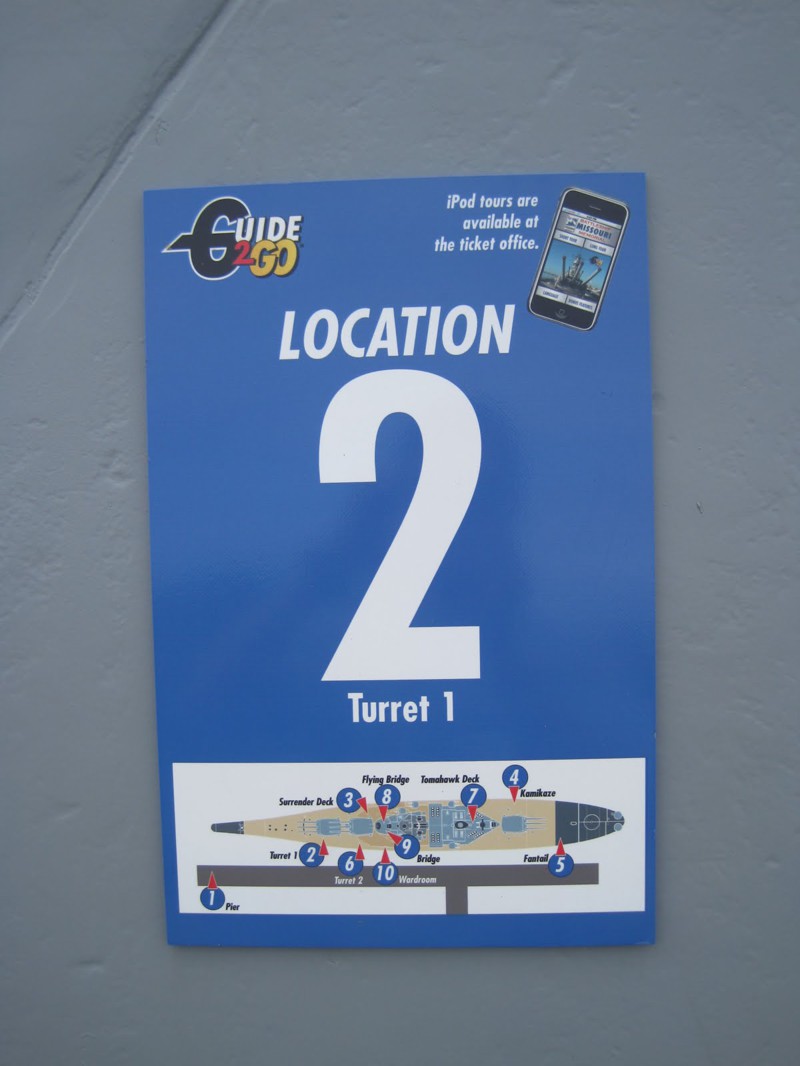 GUIDE
2GO
iPod tours are
available at
the ticket office.
BATTLESHIP
MISSOURI
MEMORIAL
LOCATION
2
Turret 1
Flying Bridge
Tomahawk Deck
4
Surrender Deck
3
8
7
Kamikaze
Turret 1
2
9
Bridge
Fantail
5
6
Turret 2
10
Wardroom
1
Pier